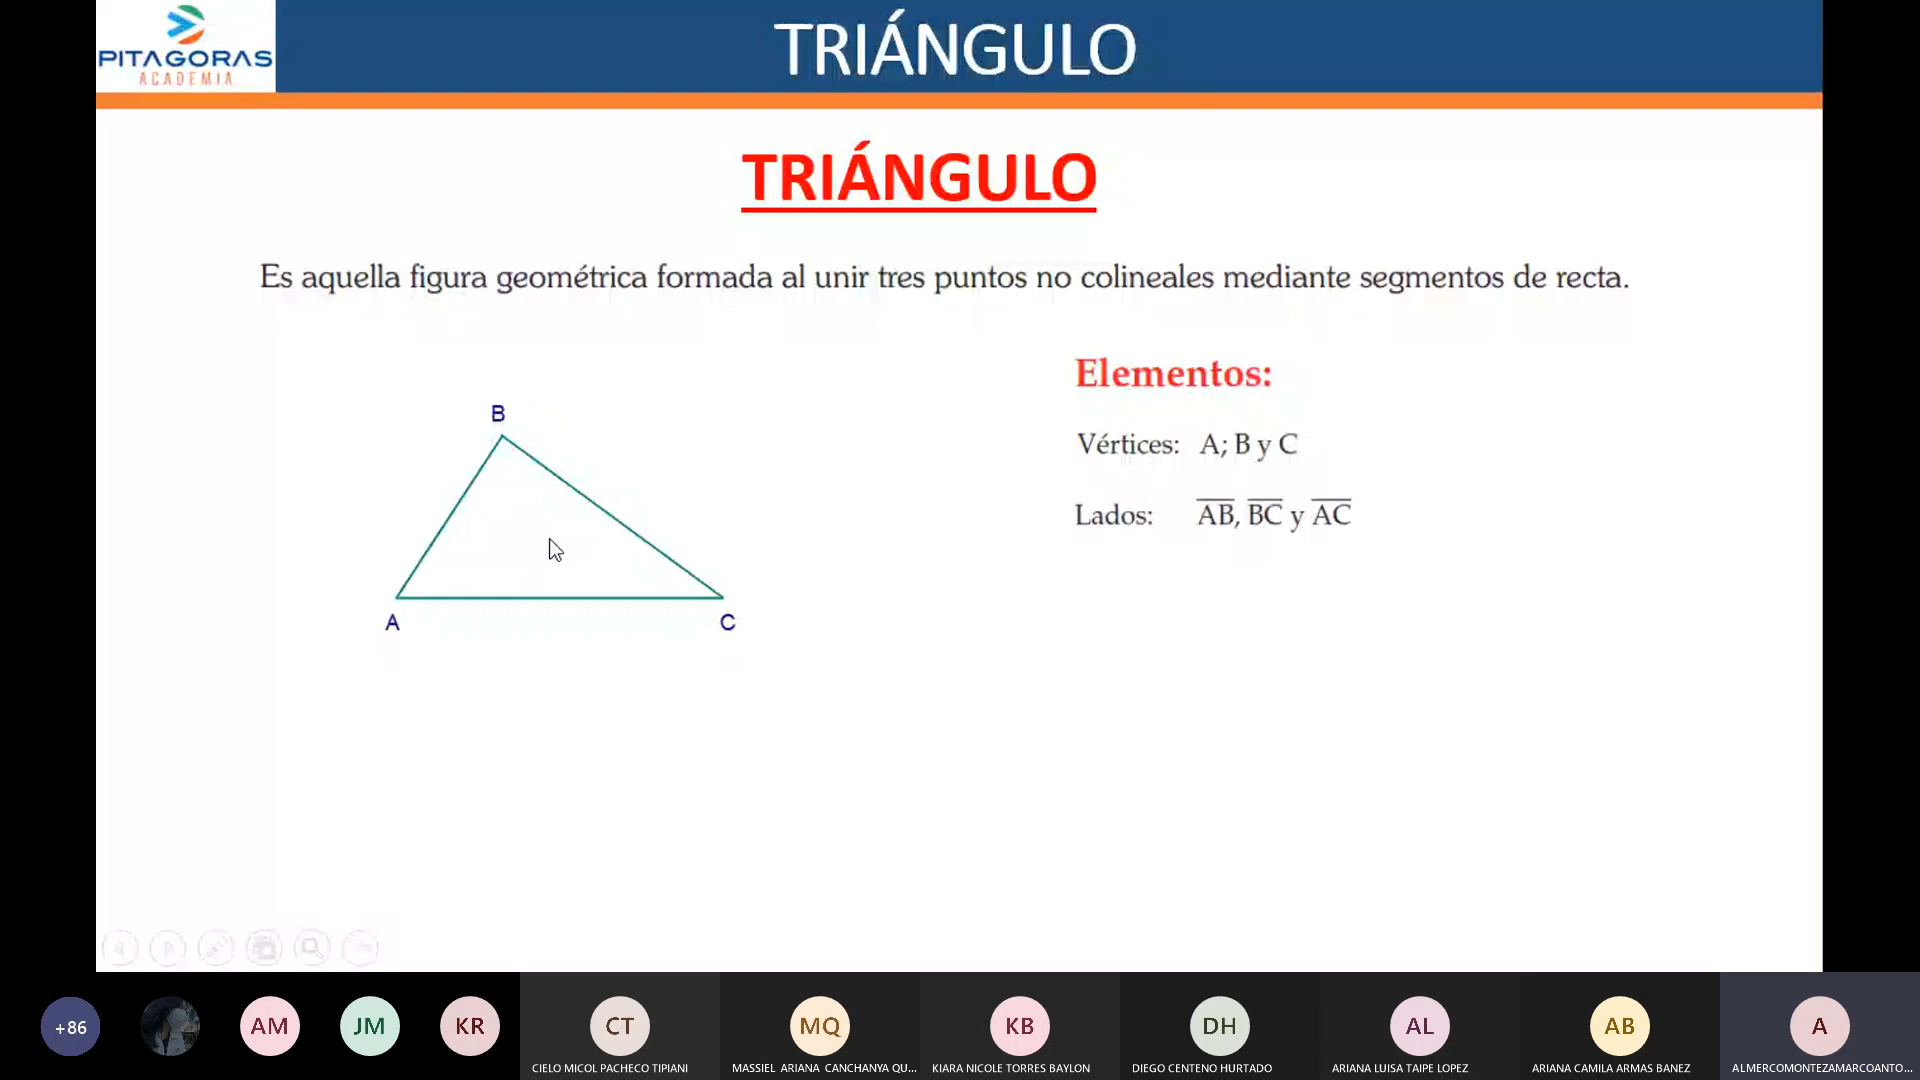 PITAGORAS
ACADEMIA
TRIÁNGULO
TRIÁNGULO
Es aquella figura geométrica formada al unir tres puntos no colineales mediante segmentos de recta.
Elementos:
Vértices: A; B y C
Lados: AB, BC y AC
B
A
C
+86
AM
JM
KR
CT
CIELO MICOL PACHECO TIPIANI
MQ
MASSIEL ARIANA CANCHANYA QU...
KB
KIARA NICOLE TORRES BAYLON
DH
DIEGO CENTENO HURTADO
AL
ARIANA LUISA TAIPE LOPEZ
AB
ARIANA CAMILA ARMAS BANEZ
A
ALMERCOMONTEZAMARCOANTO...